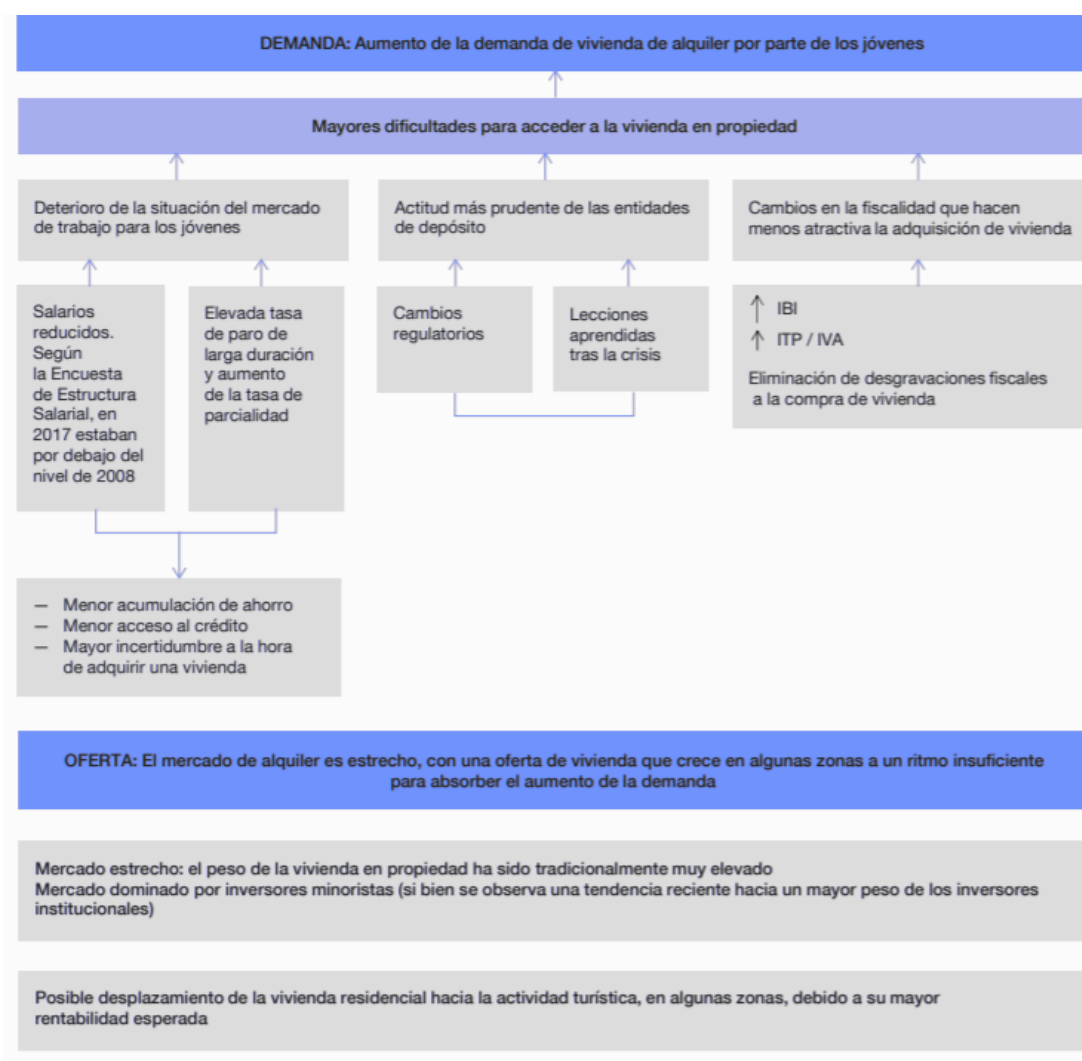 DEMANDA: Aumento de la demanda de vivienda de alquiler por parte de los jóvenes
Mayores dificultades para acceder a la vivienda en propiedad
Deterioro de la situación del mercado
de trabajo para los jóvenes
Actitud más prudente de las entidades
de depósito
Cambios en la fiscalidad que hacen
menos atractiva la adquisición de vivienda
Salarios
reducidos.
Según
la Encuesta
de Estructura
Salarial, en
2017 estaban
por debajo del
nivel de 2008
Elevada tasa
de paro de
larga duración
y aumento
de la tasa de
parcialidad
Cambios
regulatorios
Lecciones
aprendidas
tras la crisis
↑ IBI
↑ ITP / IVA
Eliminación de desgravaciones fiscales
a la compra de vivienda
— Menor acumulación de ahorro
— Menor acceso al crédito
— Mayor incertidumbre a la hora
de adquirir una vivienda
OFERTA: El mercado de alquiler es estrecho, con una oferta de vivienda que crece en algunas zonas a un ritmo insuficiente
para absorber el aumento de la demanda
Mercado estrecho: el peso de la vivienda en propiedad ha sido tradicionalmente muy elevado
Mercado dominado por inversores minoristas (si bien se observa una tendencia reciente hacia un mayor peso de los inversores
institucionales)
Posible desplazamiento de la vivienda residencial hacia la actividad turística, en algunas zonas, debido a su mayor
rentabilidad esperada